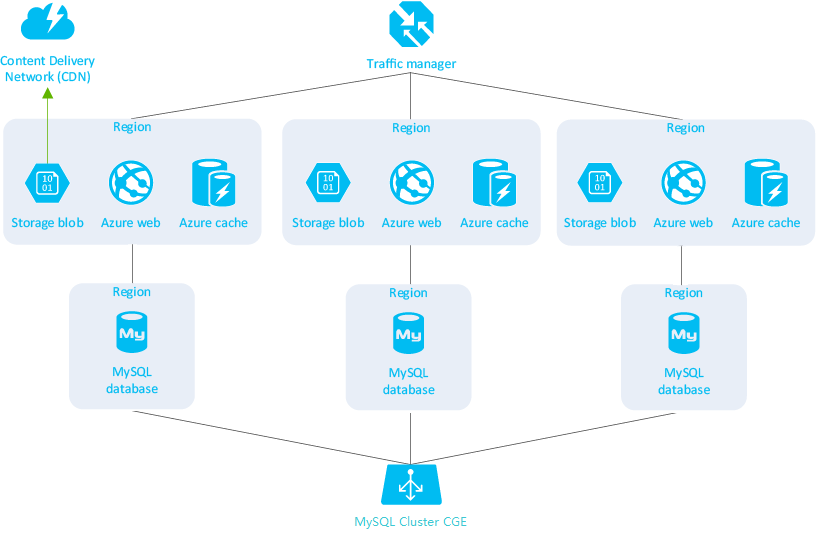 Content Delivery
Network (CDN)
Traffic manager
Region
Region
Region
10
01
10
01
10
01
Storage blob
Azure web
Azure cache
Storage blob
Azure web
Azure cache
Storage blob
Azure web
Azure cache
Region
Region
Region
My
My
My
MySQL
database
MySQL
database
MySQL
database
MySQL Cluster CGE